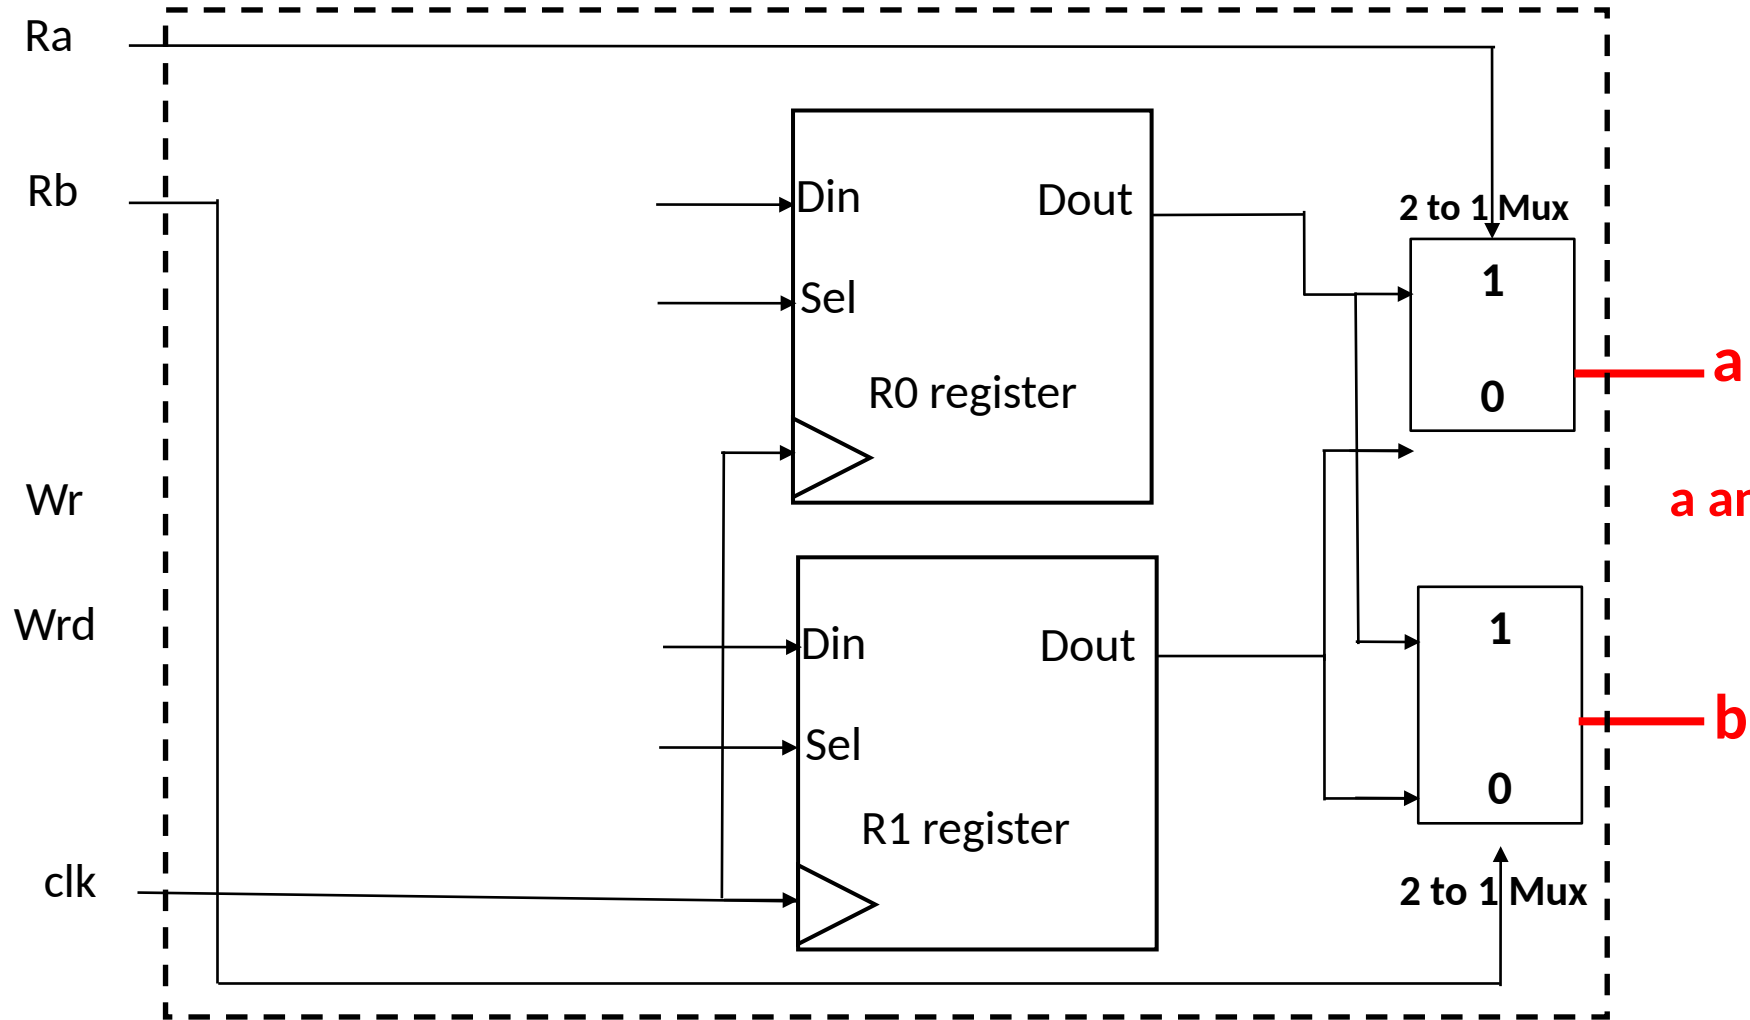 Ra
Rb
Din
Dout
2 to 1 Mux
Sel
1
R0 register
0
a
Wr
a
Wrd
Din
Dout
1
Sel
b
R1 register
0
clk
2 to 1 Mux